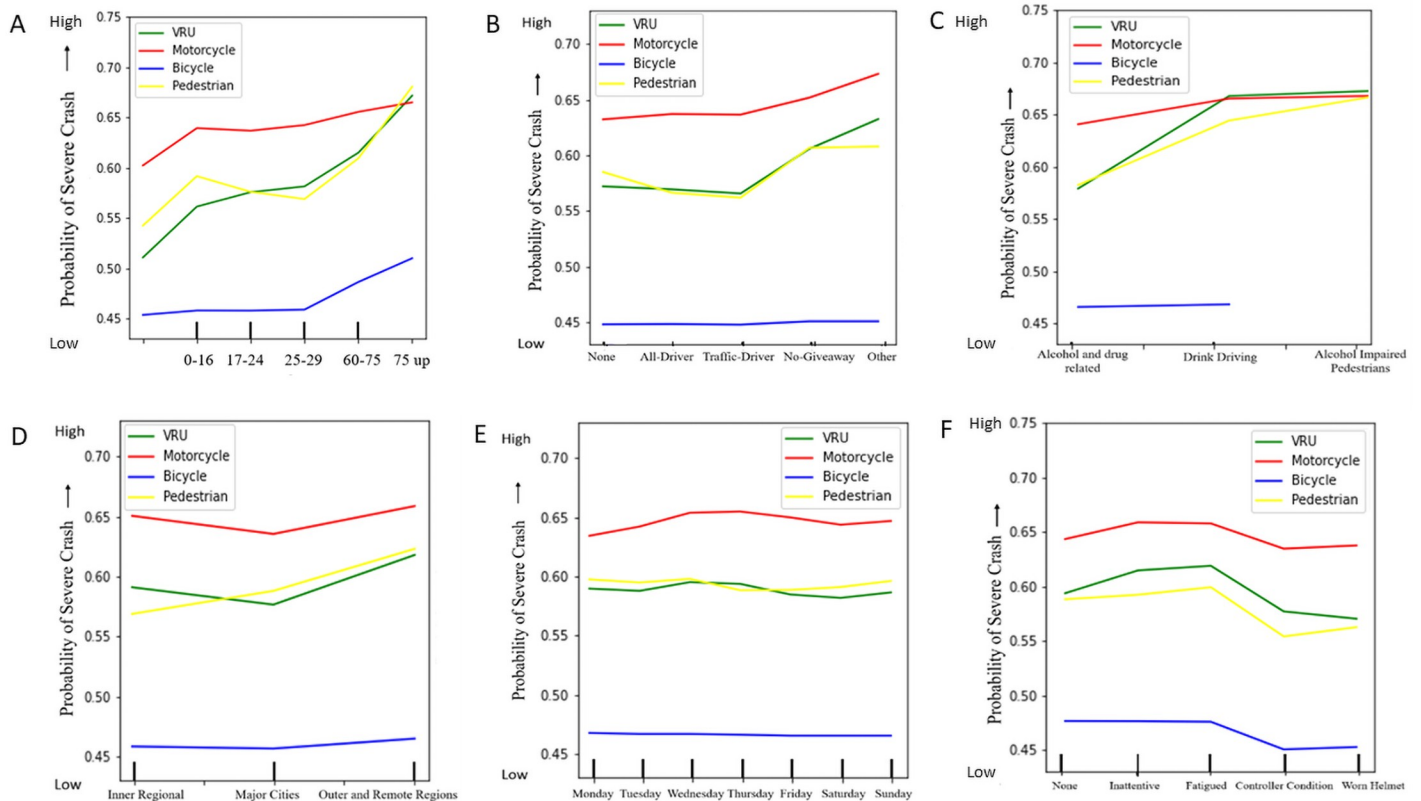 A
High
Low
Probability of Severe Crash
0.75
0.70
0.65
0.60
0.55
0.50
0.45
VRU
Motorcycle
Bicycle
Pedestrian
0-16 17-24 25-29 60-75 75 up
B
High
Low
Probability of Severe Crash
0.70
0.65
0.60
0.55
0.50
0.45
VRU
Motorcycle
Bicycle
Pedestrian
None All-Driver Traffic-Driver No-Giveaway Other
C
High
Low
Probability of Severe Crash
0.75
0.70
0.65
0.60
0.55
0.50
0.45
VRU
Motorcycle
Bicycle
Pedestrian
Alcohol and drug Drink Driving Alcohol Impaired
related Pedestrians
D
High
Low
Probability of Severe Crash
0.70
0.65
0.60
0.55
0.50
0.45
VRU
Motorcycle
Bicycle
Pedestrian
Inner Regional Major Cities Outer and Remote Regions
E
High
Low
Probability of Severe Crash
0.70
0.65
0.60
0.55
0.50
0.45
VRU
Motorcycle
Bicycle
Pedestrian
Monday Tuesday Wednesday Thursday Friday Saturday Sunday
F
High
Low
Probability of Severe Crash
0.75
0.70
0.65
0.60
0.55
0.50
0.45
VRU
Motorcycle
Bicycle
Pedestrian
None Inattentive Fatigued Controller Condition Worn Helmet